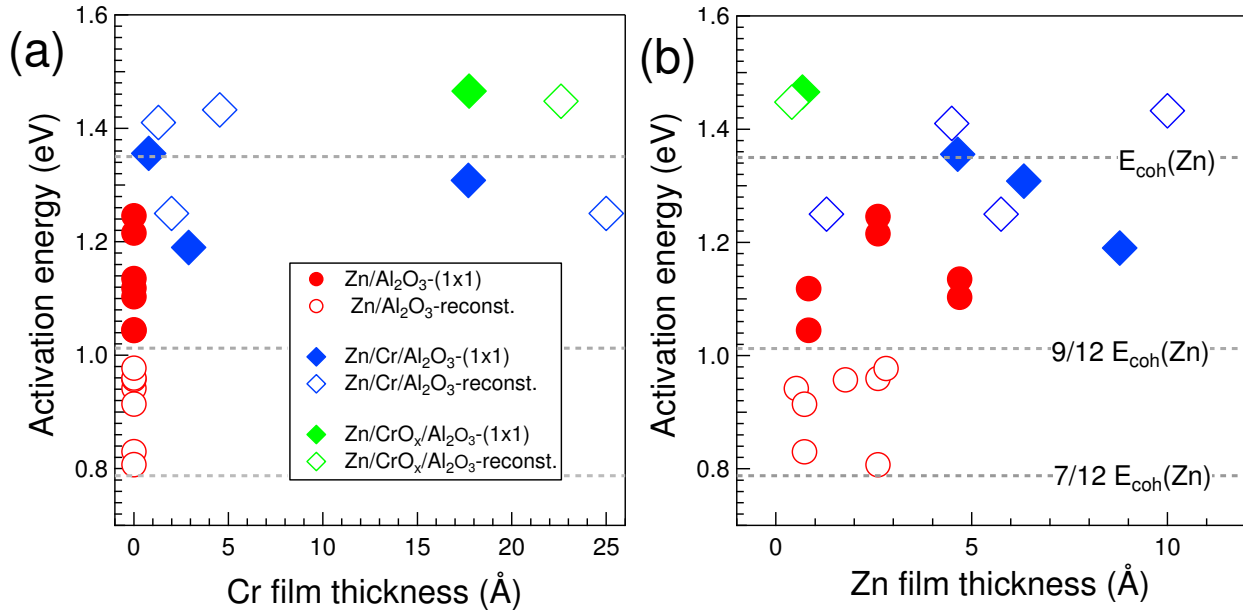 (a)
Activation energy (eV)
1.6
1.4
1.2
1.0
0.8
Zn/Al₂O₃-(1x1)
Zn/Al₂O₃-reconst.
Zn/Cr/Al₂O₃-(1x1)
Zn/Cr/Al₂O₃-reconst.
Zn/CrOₓ/Al₂O₃-(1x1)
Zn/CrOₓ/Al₂O₃-reconst.
0 5 10 15 20 25
Cr film thickness (Å)
(b)
Activation energy (eV)
1.6
1.4
1.2
1.0
0.8
E_coh(Zn)
9/12 E_coh(Zn)
7/12 E_coh(Zn)
0 5 10
Zn film thickness (Å)